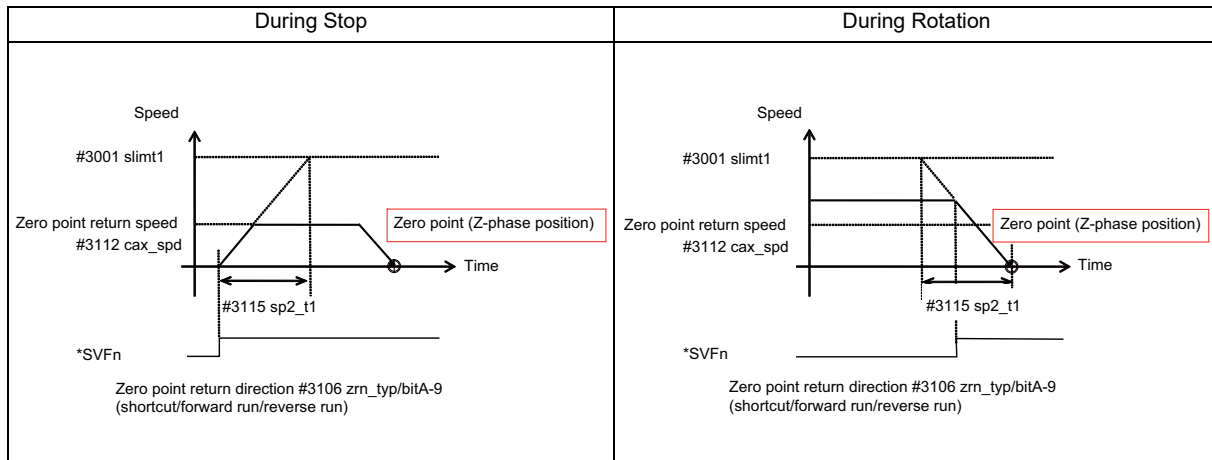 During Stop
During Rotation
Speed
#3001 slimt1
Zero point return speed
#3112 cax_spd
Zero point (Z-phase position)
Time
#3115 sp2_t1
*SVFn
Zero point return direction #3106 zrn_typ/bitA-9
(shortcut/forward run/reverse run)
Speed
#3001 slimt1
Zero point return speed
#3112 cax_spd
Zero point (Z-phase position)
Time
#3115 sp2_t1
*SVFn
Zero point return direction #3106 zrn_typ/bitA-9
(shortcut/forward run/reverse run)